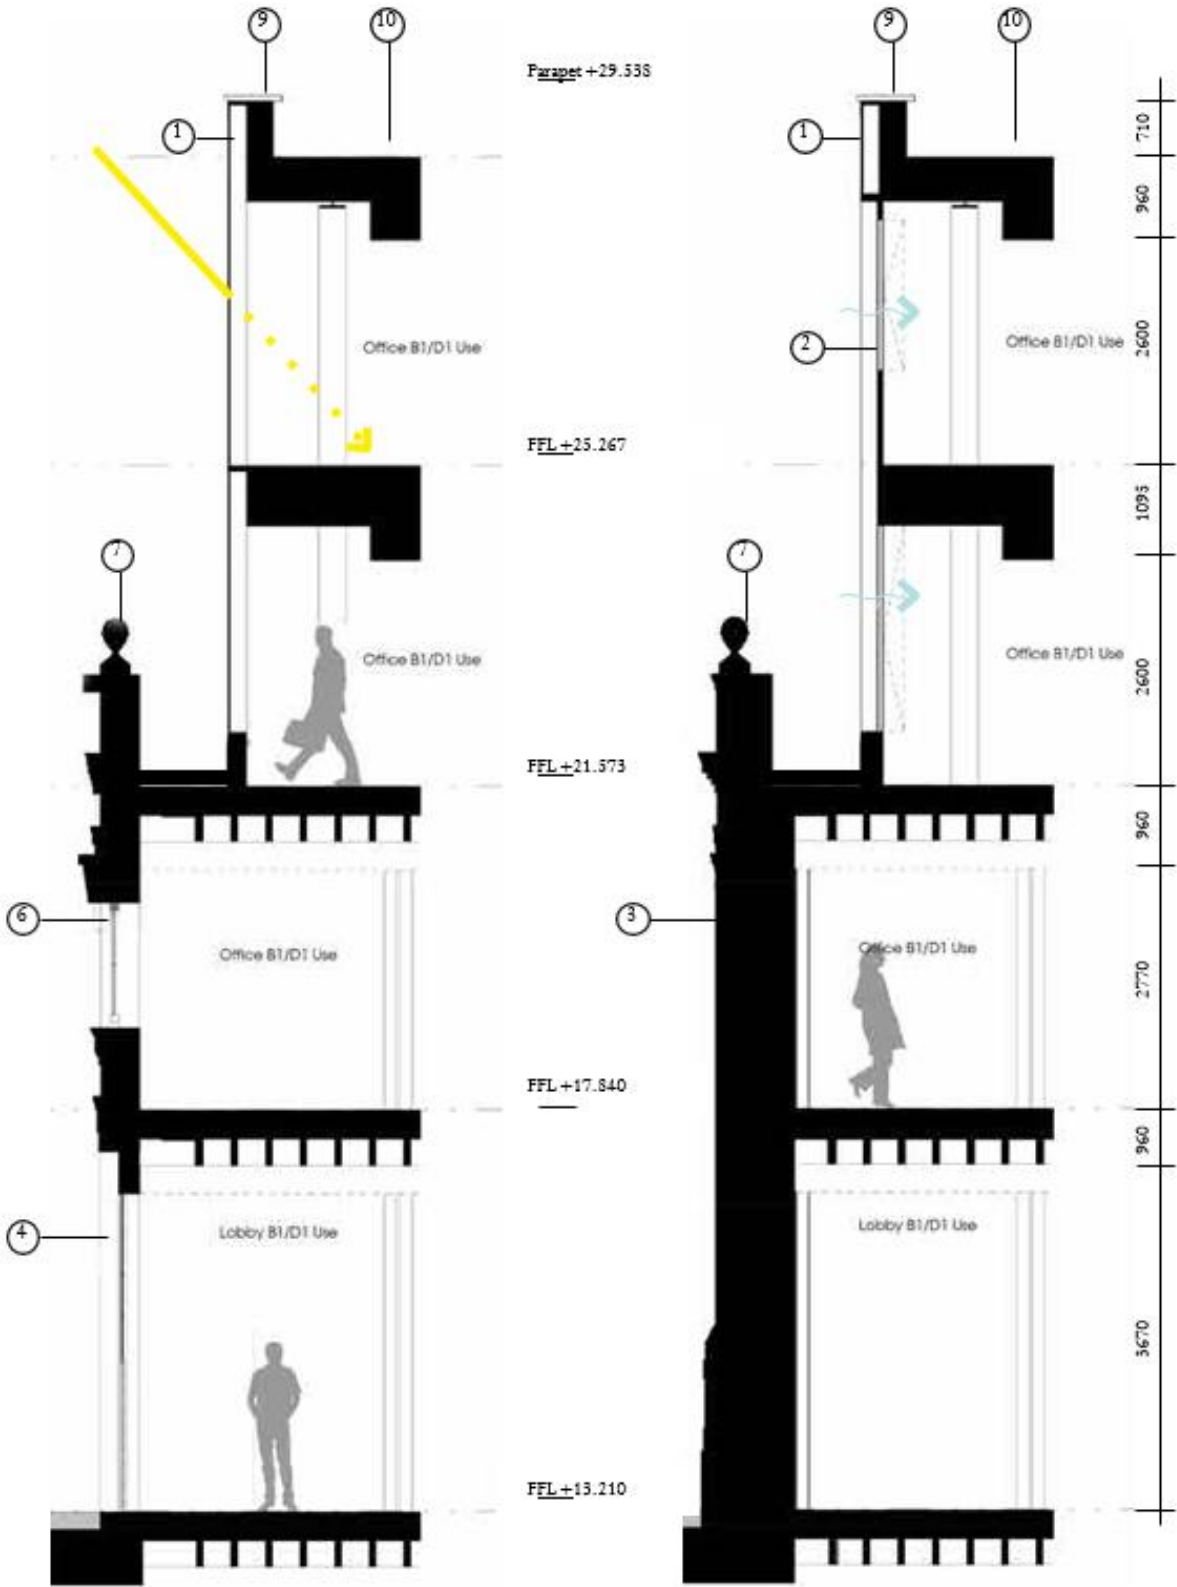 9
10
9
10
Parapet +29.538
1
1
710
960
Office B1/D1 Use
Office B1/D1 Use
2
2600
FFL +25.267
1095
7
7
Office B1/D1 Use
Office B1/D1 Use
2600
FFL +21.573
960
6
3
Office B1/D1 Use
Office B1/D1 Use
2770
FFL +17.840
960
4
Lobby B1/D1 Use
Lobby B1/D1 Use
3670
FFL +13.210